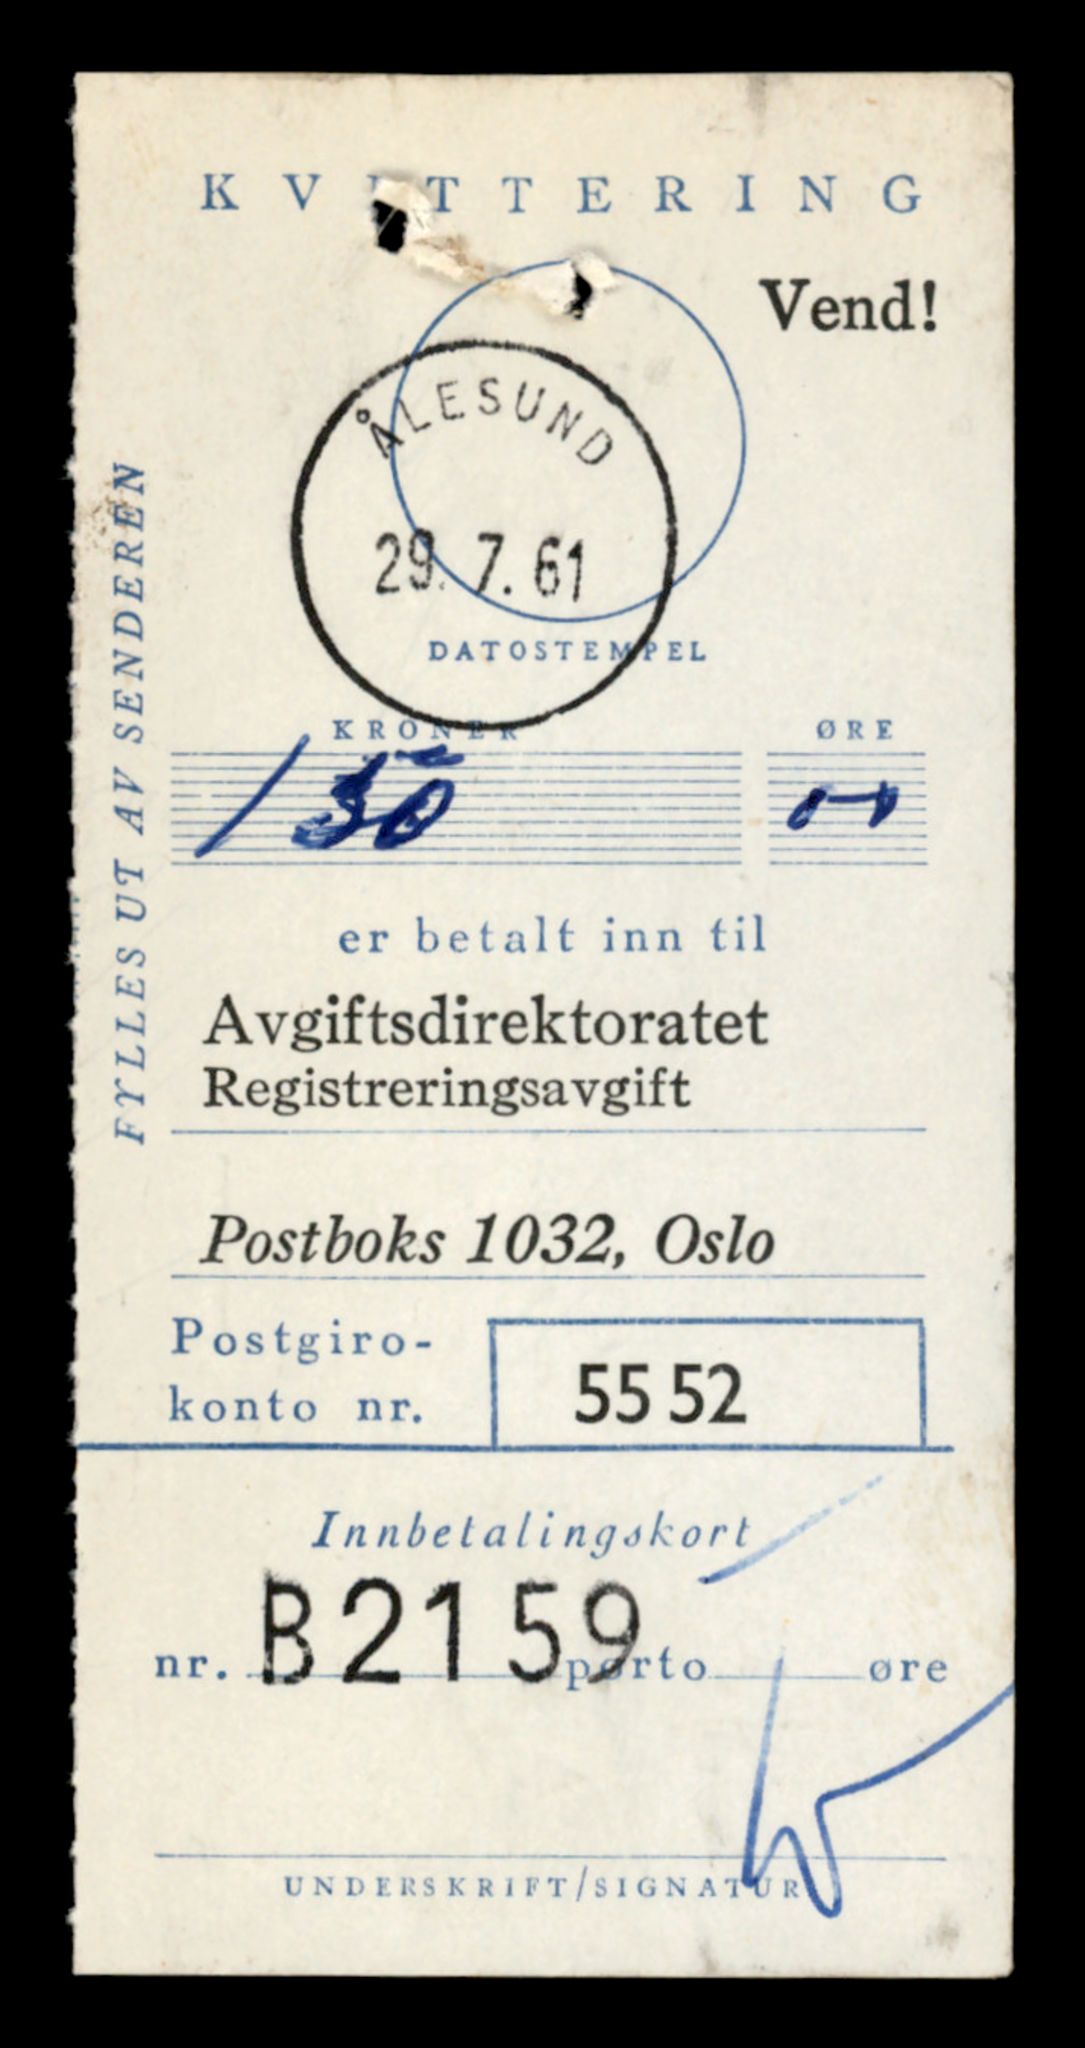 KVITTERING
Vend!
ÅLESUND
29. 7. 61
DATOSTEMPEL
FYLLES UT AV SENDEREN
KRONER ØRE
150
er betalt inn til
Avgiftsdirektoratet
Registreringsavgift
Postboks 1032, Oslo
Postgiro-
konto nr. 55 52
Innbetalingskort
nr. B2159 porto øre
UNDERSKRIFT/SIGNATUR